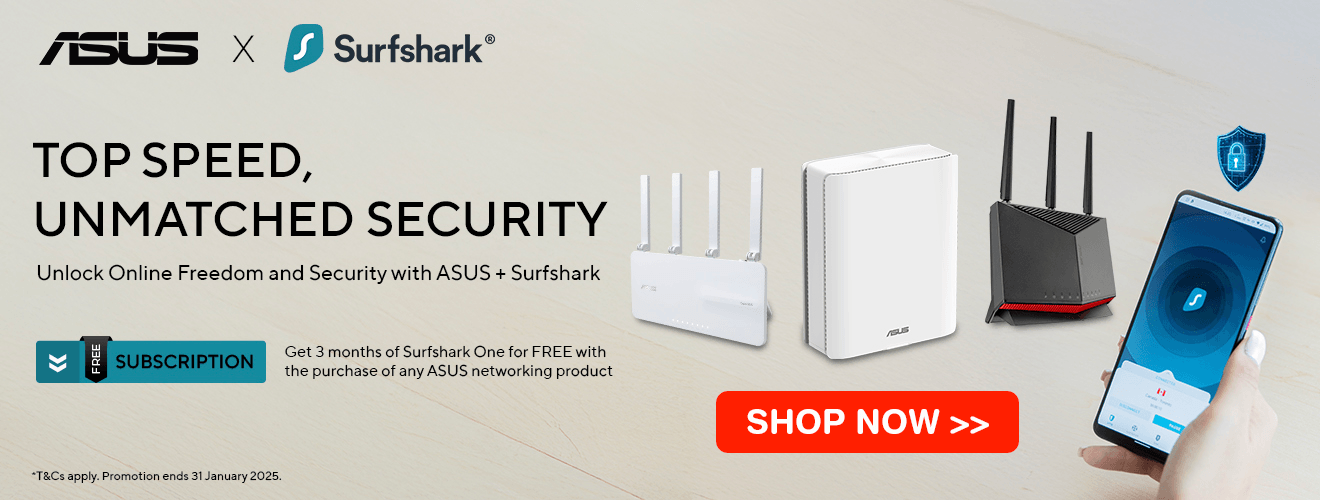 ASUS X Surfshark®
TOP SPEED,
UNMATCHED SECURITY
Unlock Online Freedom and Security with ASUS + Surfshark
FREE
SUBSCRIPTION
Get 3 months of Surfshark One for FREE with
the purchase of any ASUS networking product
ASUS
ASUS
SHOP NOW >>
*T&Cs apply. Promotion ends 31 January 2025.